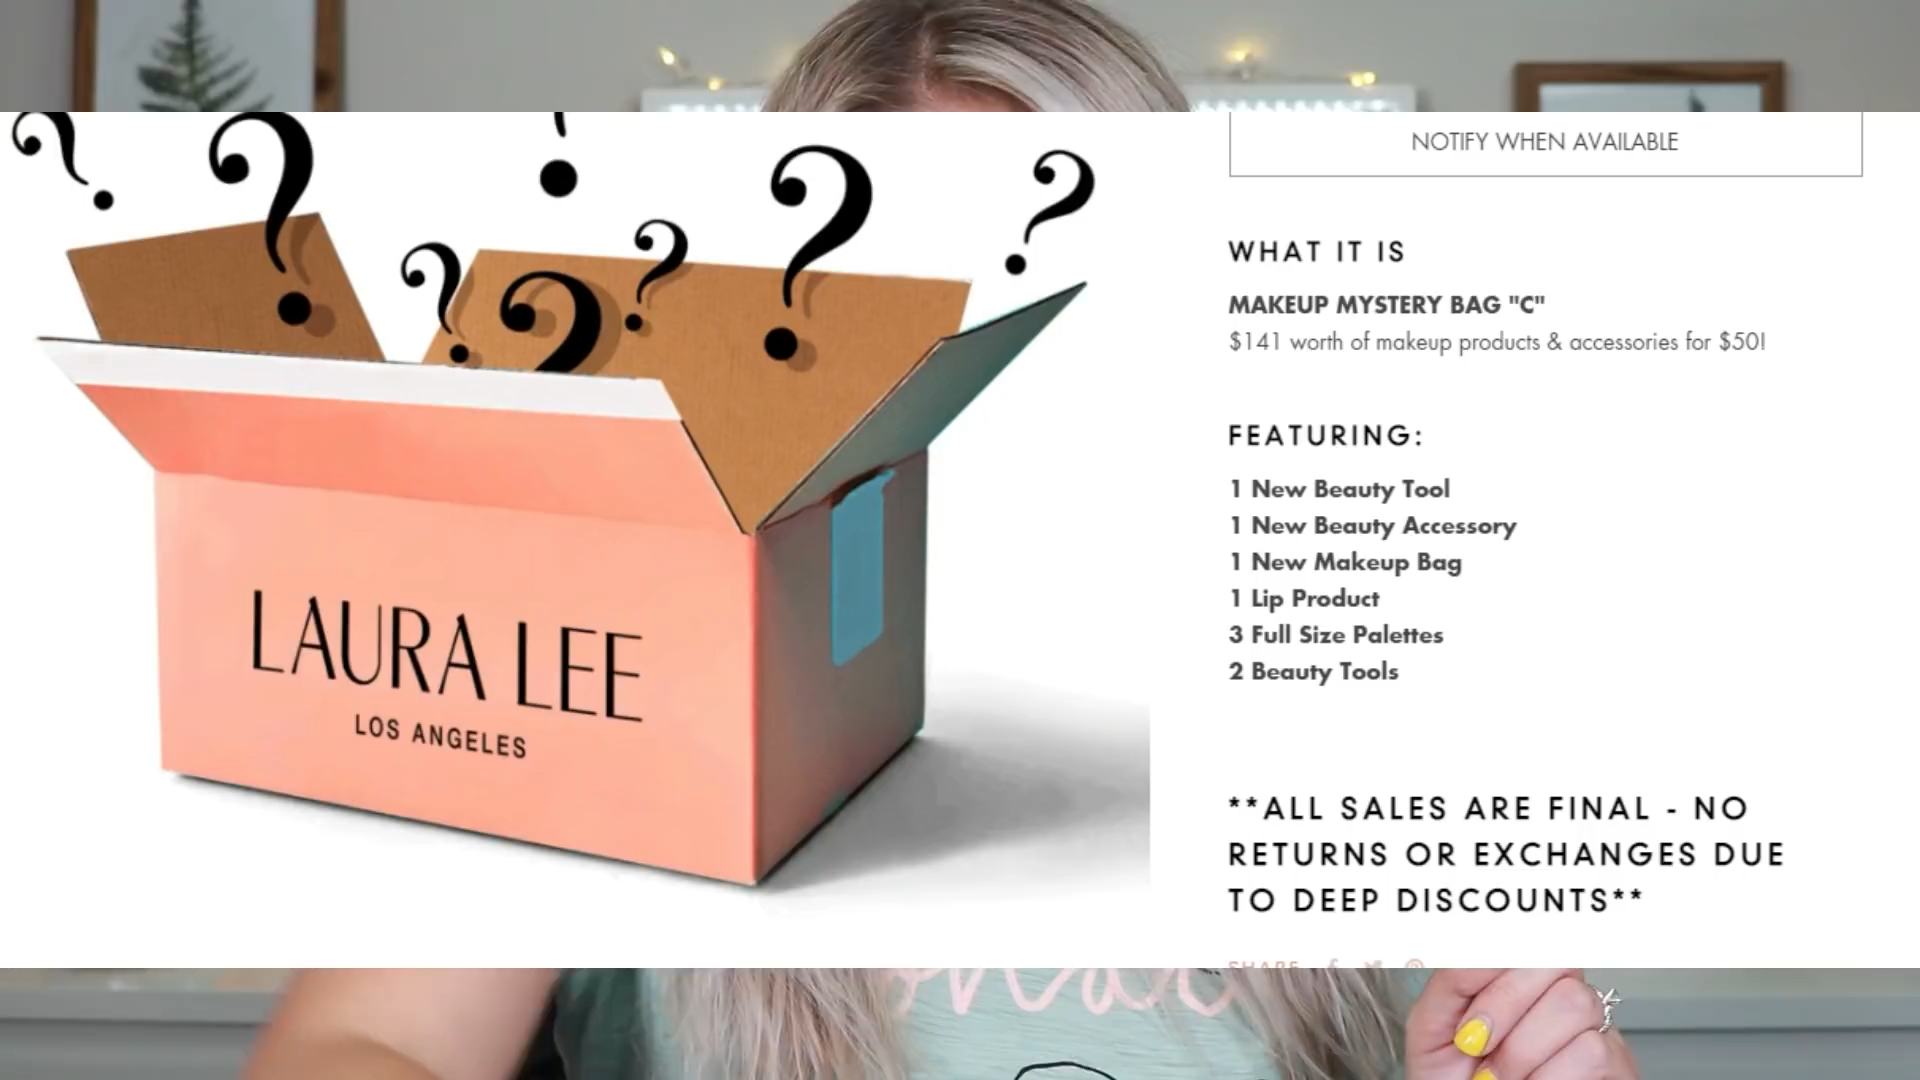 NOTIFY WHEN AVAILABLE
WHAT IT IS
MAKEUP MYSTERY BAG "C"
$141 worth of makeup products & accessories for $50!
FEATURING:
1 New Beauty Tool
1 New Beauty Accessory
1 New Makeup Bag
1 Lip Product
3 Full Size Palettes
2 Beauty Tools
**ALL SALES ARE FINAL - NO
RETURNS OR EXCHANGES DUE
TO DEEP DISCOUNTS**
SHARE
? ? ? ? ? ? ?
LAURA LEE
LOS ANGELES